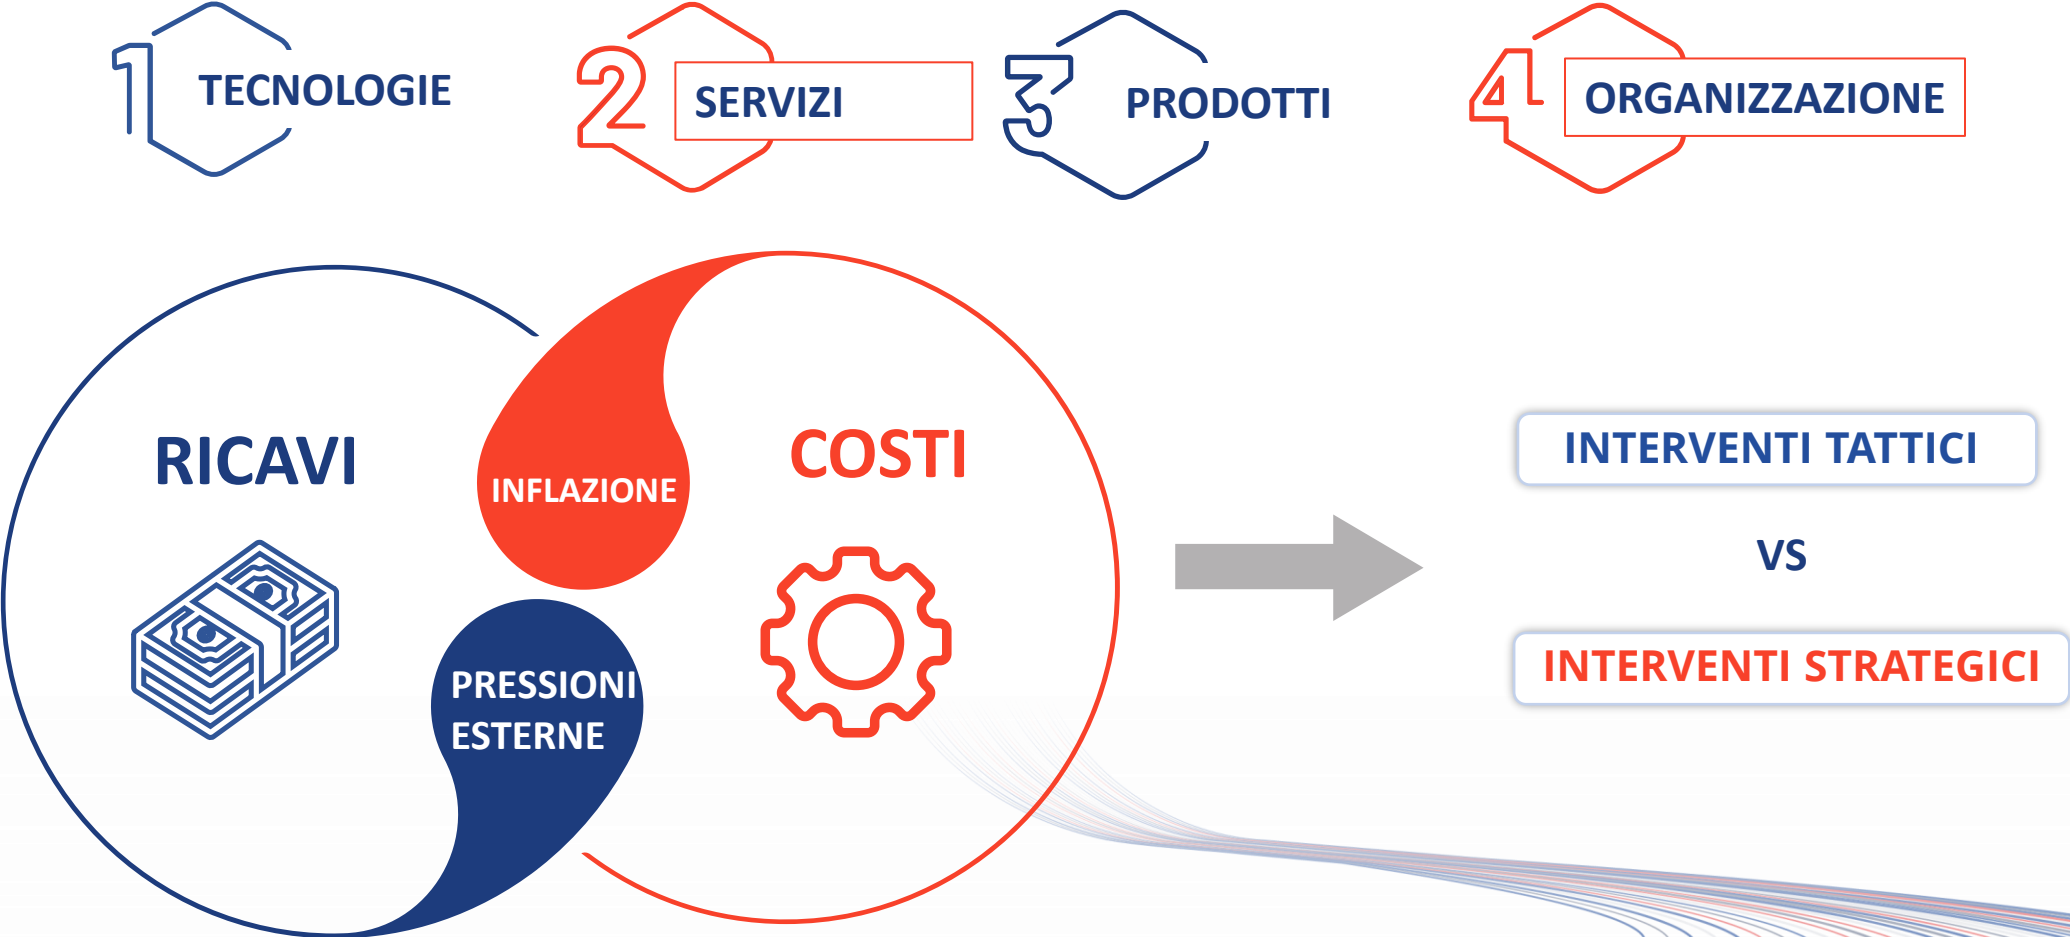 1 TECNOLOGIE
2 SERVIZI
3 PRODOTTI
4 ORGANIZZAZIONE
RICAVI
INFLAZIONE
COSTI
PRESSIONI
ESTERNE
INTERVENTI TATTICI
VS
INTERVENTI STRATEGICI